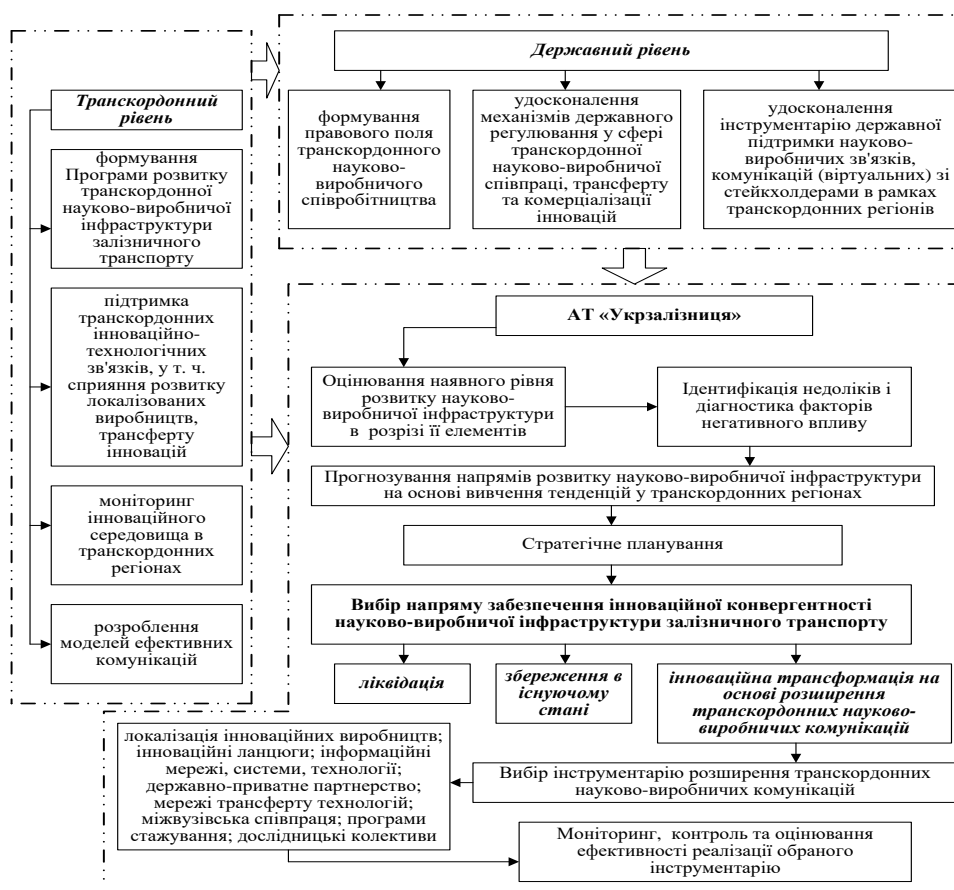 Транскордонний
рівень
формування
Програми розвитку
транскордонної
науково-виробничої
інфраструктури
залізничного
транспорту
підтримка
транскордонних
інноваційно-
технологічних
зв'язків, у т. ч.
сприяння розвитку
локалізованих
виробництв,
трансферту
інновацій
моніторинг
інноваційного
середовища в
транскордонних
регіонах
розроблення
моделей ефективних
комунікацій
Державний рівень
формування
правового поля
транскордонного
науково-
виробничого
співробітництва
удосконалення
механізмів державного
регулювання у сфері
транскордонної
науково-виробничої
співпраці, трансферту
та комерціалізації
інновацій
удосконалення
інструментарію державної
підтримки науково-
виробничих зв'язків,
комунікацій (віртуальних) зі
стейкхолдерами в рамках
транскордонних регіонів
АТ «Укрзалізниця»
Оцінювання наявного рівня
розвитку науково-
виробничої інфраструктури
в розрізі її елементів
Ідентифікація недоліків і
діагностика факторів
негативного впливу
Прогнозування напрямів розвитку науково-виробничої інфраструктури
на основі вивчення тенденцій у транскордонних регіонах
Стратегічне планування
Вибір напряму забезпечення інноваційної конвергентності
науково-виробничої інфраструктури залізничного транспорту
ліквідація
збереження в
існуючому
стані
інноваційна трансформація на
основі розширення
транскордонних науково-
виробничих комунікацій
Вибір інструментарію розширення транскордонних
науково-виробничих комунікацій
локалізація інноваційних виробництв;
інноваційні ланцюги; інформаційні
мережі, системи, технології;
державно-приватне партнерство;
мережі трансферту технологій;
міжвузівська співпраця; програми
стажування; дослідницькі колективи
Моніторинг, контроль та оцінювання
ефективності реалізації обраного
інструментарію